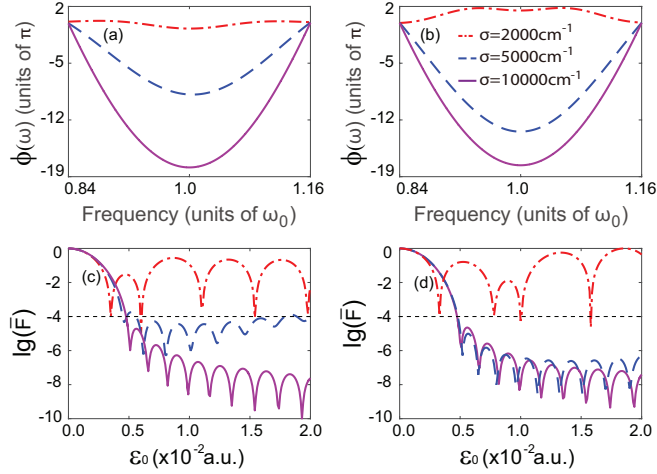 (a)
ϕ(ω) (units of π)
2
-5
-12
-19
0.84
1.0
1.16
Frequency (units of ω₀)
(b)
σ=2000cm⁻¹
σ=5000cm⁻¹
σ=10000cm⁻¹
ϕ(ω) (units of π)
2
-5
-12
-19
0.84
1.0
1.16
Frequency (units of ω₀)
(c)
lg(F̄)
0
-2
-4
-6
-8
-10
0.0
0.5
1.0
1.5
2.0
ε₀ (x10⁻²a.u.)
(d)
lg(F̄)
0
-2
-4
-6
-8
-10
0.0
0.5
1.0
1.5
2.0
ε₀ (x10⁻²a.u.)